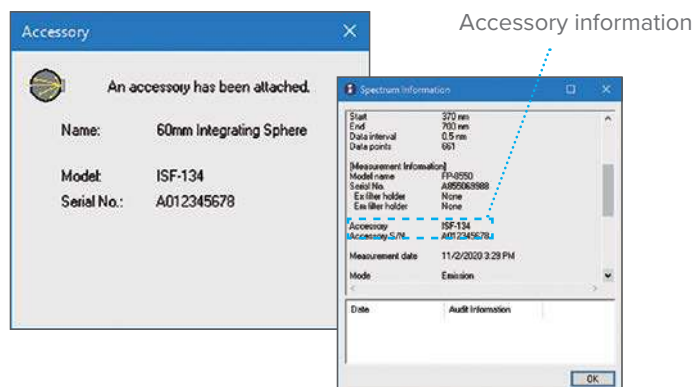 Accessory
An accessory has been attached.
Name: 60mm Integrating Sphere
Model: ISF-134
Serial No.: A012345678
Accessory information
Spectrum Information
Start 370 nm
End 700 nm
Data interval 0.5 nm
Data points 661
[Measurement Information]
Model name FP-8550
Serial No. A855069988
Ex filter holder None
Em filter holder None
Accessory ISF-134
Accessory S/N A012345678
Measurement date 11/2/2020 3:29 PM
Mode Emission
Date Audit Information
OK